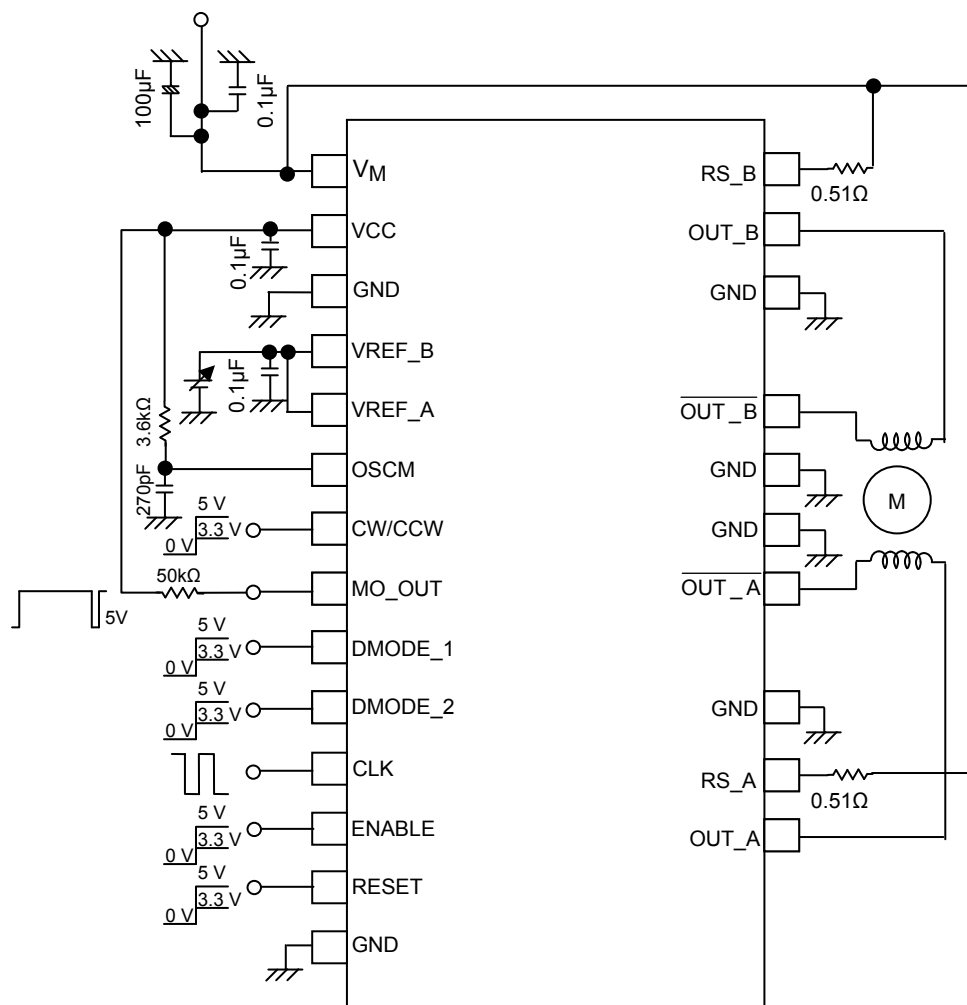 100µF
0.1µF
VM
VCC
0.1µF
GND
VREF_B
0.1µF
VREF_A
3.6kΩ
OSCM
270pF
5 V
3.3 V
0 V
CW/CCW
50kΩ
MO_OUT
5V
5 V
3.3 V
0 V
DMODE_1
5 V
3.3 V
0 V
DMODE_2
CLK
5 V
3.3 V
0 V
ENABLE
5 V
3.3 V
0 V
RESET
GND
RS_B
0.51Ω
OUT_B
GND
OUT_B
GND
M
GND
OUT_A
GND
RS_A
0.51Ω
OUT_A